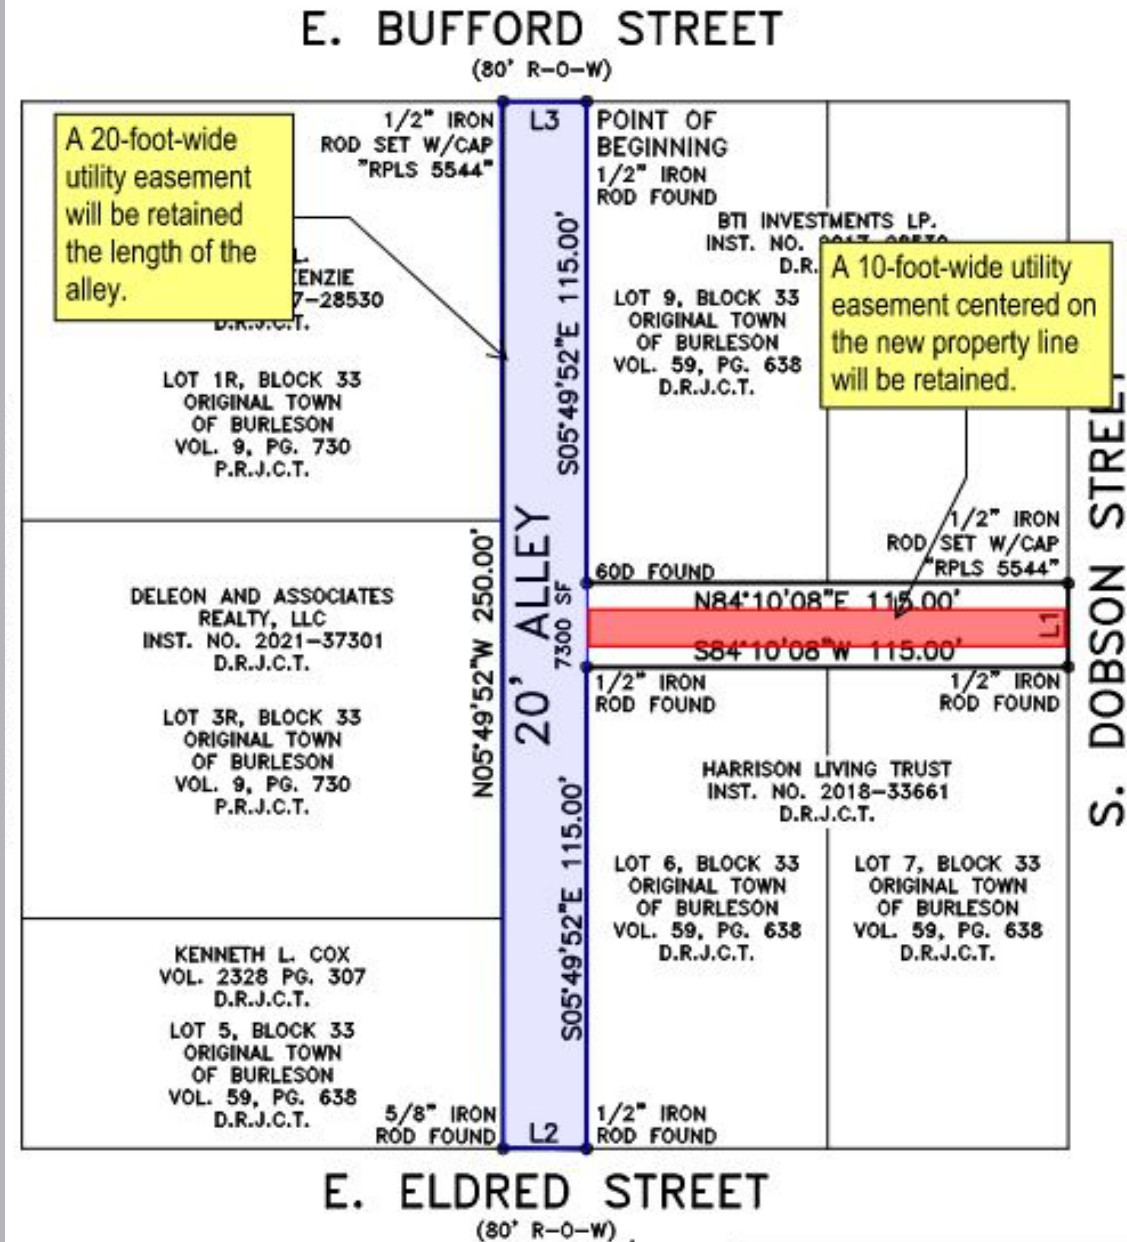 E. BUFFORD STREET
(80' R-O-W)
A 20-foot-wide
utility easement
will be retained
the length of the
alley.
1/2" IRON
ROD SET W/CAP
"RPLS 5544"
L3
POINT OF
BEGINNING
1/2" IRON
ROD FOUND
L.
ENZIE
7-28530
D.R.J.C.T.
LOT 1R, BLOCK 33
ORIGINAL TOWN
OF BURLESON
VOL. 9, PG. 730
P.R.J.C.T.
S05°49'52"E 115.00'
BTI INVESTMENTS LP.
INST. NO.
D.R.
A 10-foot-wide utility
easement centered on
the new property line
will be retained.
LOT 9, BLOCK 33
ORIGINAL TOWN
OF BURLESON
VOL. 59, PG. 638
D.R.J.C.T.
1/2" IRON
ROD SET W/CAP
"RPLS 5544"
60D FOUND
N84°10'08"E 115.00'
L1
S84°10'08"W 115.00'
1/2" IRON
ROD FOUND
1/2" IRON
ROD FOUND
S. DOBSON STREET
20' ALLEY
7300 SF
N05°49'52"W 250.00'
DELEON AND ASSOCIATES
REALTY, LLC
INST. NO. 2021-37301
D.R.J.C.T.
LOT 3R, BLOCK 33
ORIGINAL TOWN
OF BURLESON
VOL. 9, PG. 730
P.R.J.C.T.
HARRISON LIVING TRUST
INST. NO. 2018-33661
D.R.J.C.T.
LOT 6, BLOCK 33
ORIGINAL TOWN
OF BURLESON
VOL. 59, PG. 638
D.R.J.C.T.
LOT 7, BLOCK 33
ORIGINAL TOWN
OF BURLESON
VOL. 59, PG. 638
D.R.J.C.T.
S05°49'52"E 115.00'
KENNETH L. COX
VOL. 2328 PG. 307
D.R.J.C.T.
LOT 5, BLOCK 33
ORIGINAL TOWN
OF BURLESON
VOL. 59, PG. 638
D.R.J.C.T.
5/8" IRON
ROD FOUND
L2
1/2" IRON
ROD FOUND
E. ELDRED STREET
(80' R-O-W)